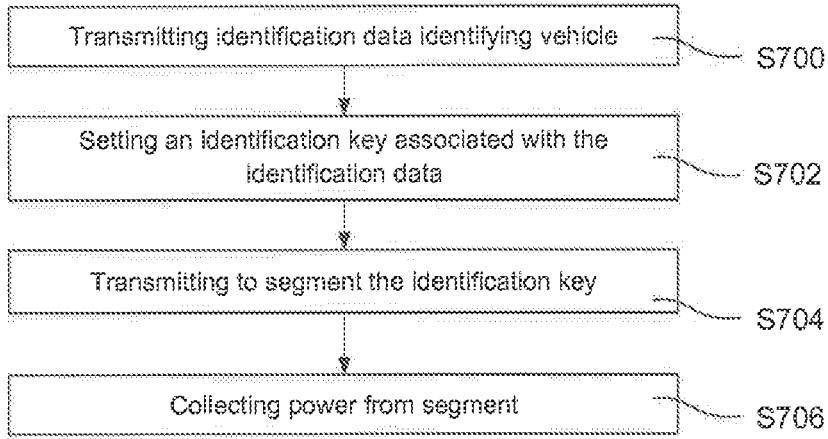 Transmitting identification data identifying vehicle
S700
Setting an identification key associated with the
identification data
S702
Transmitting to segment the identification key
S704
Collecting power from segment
S706